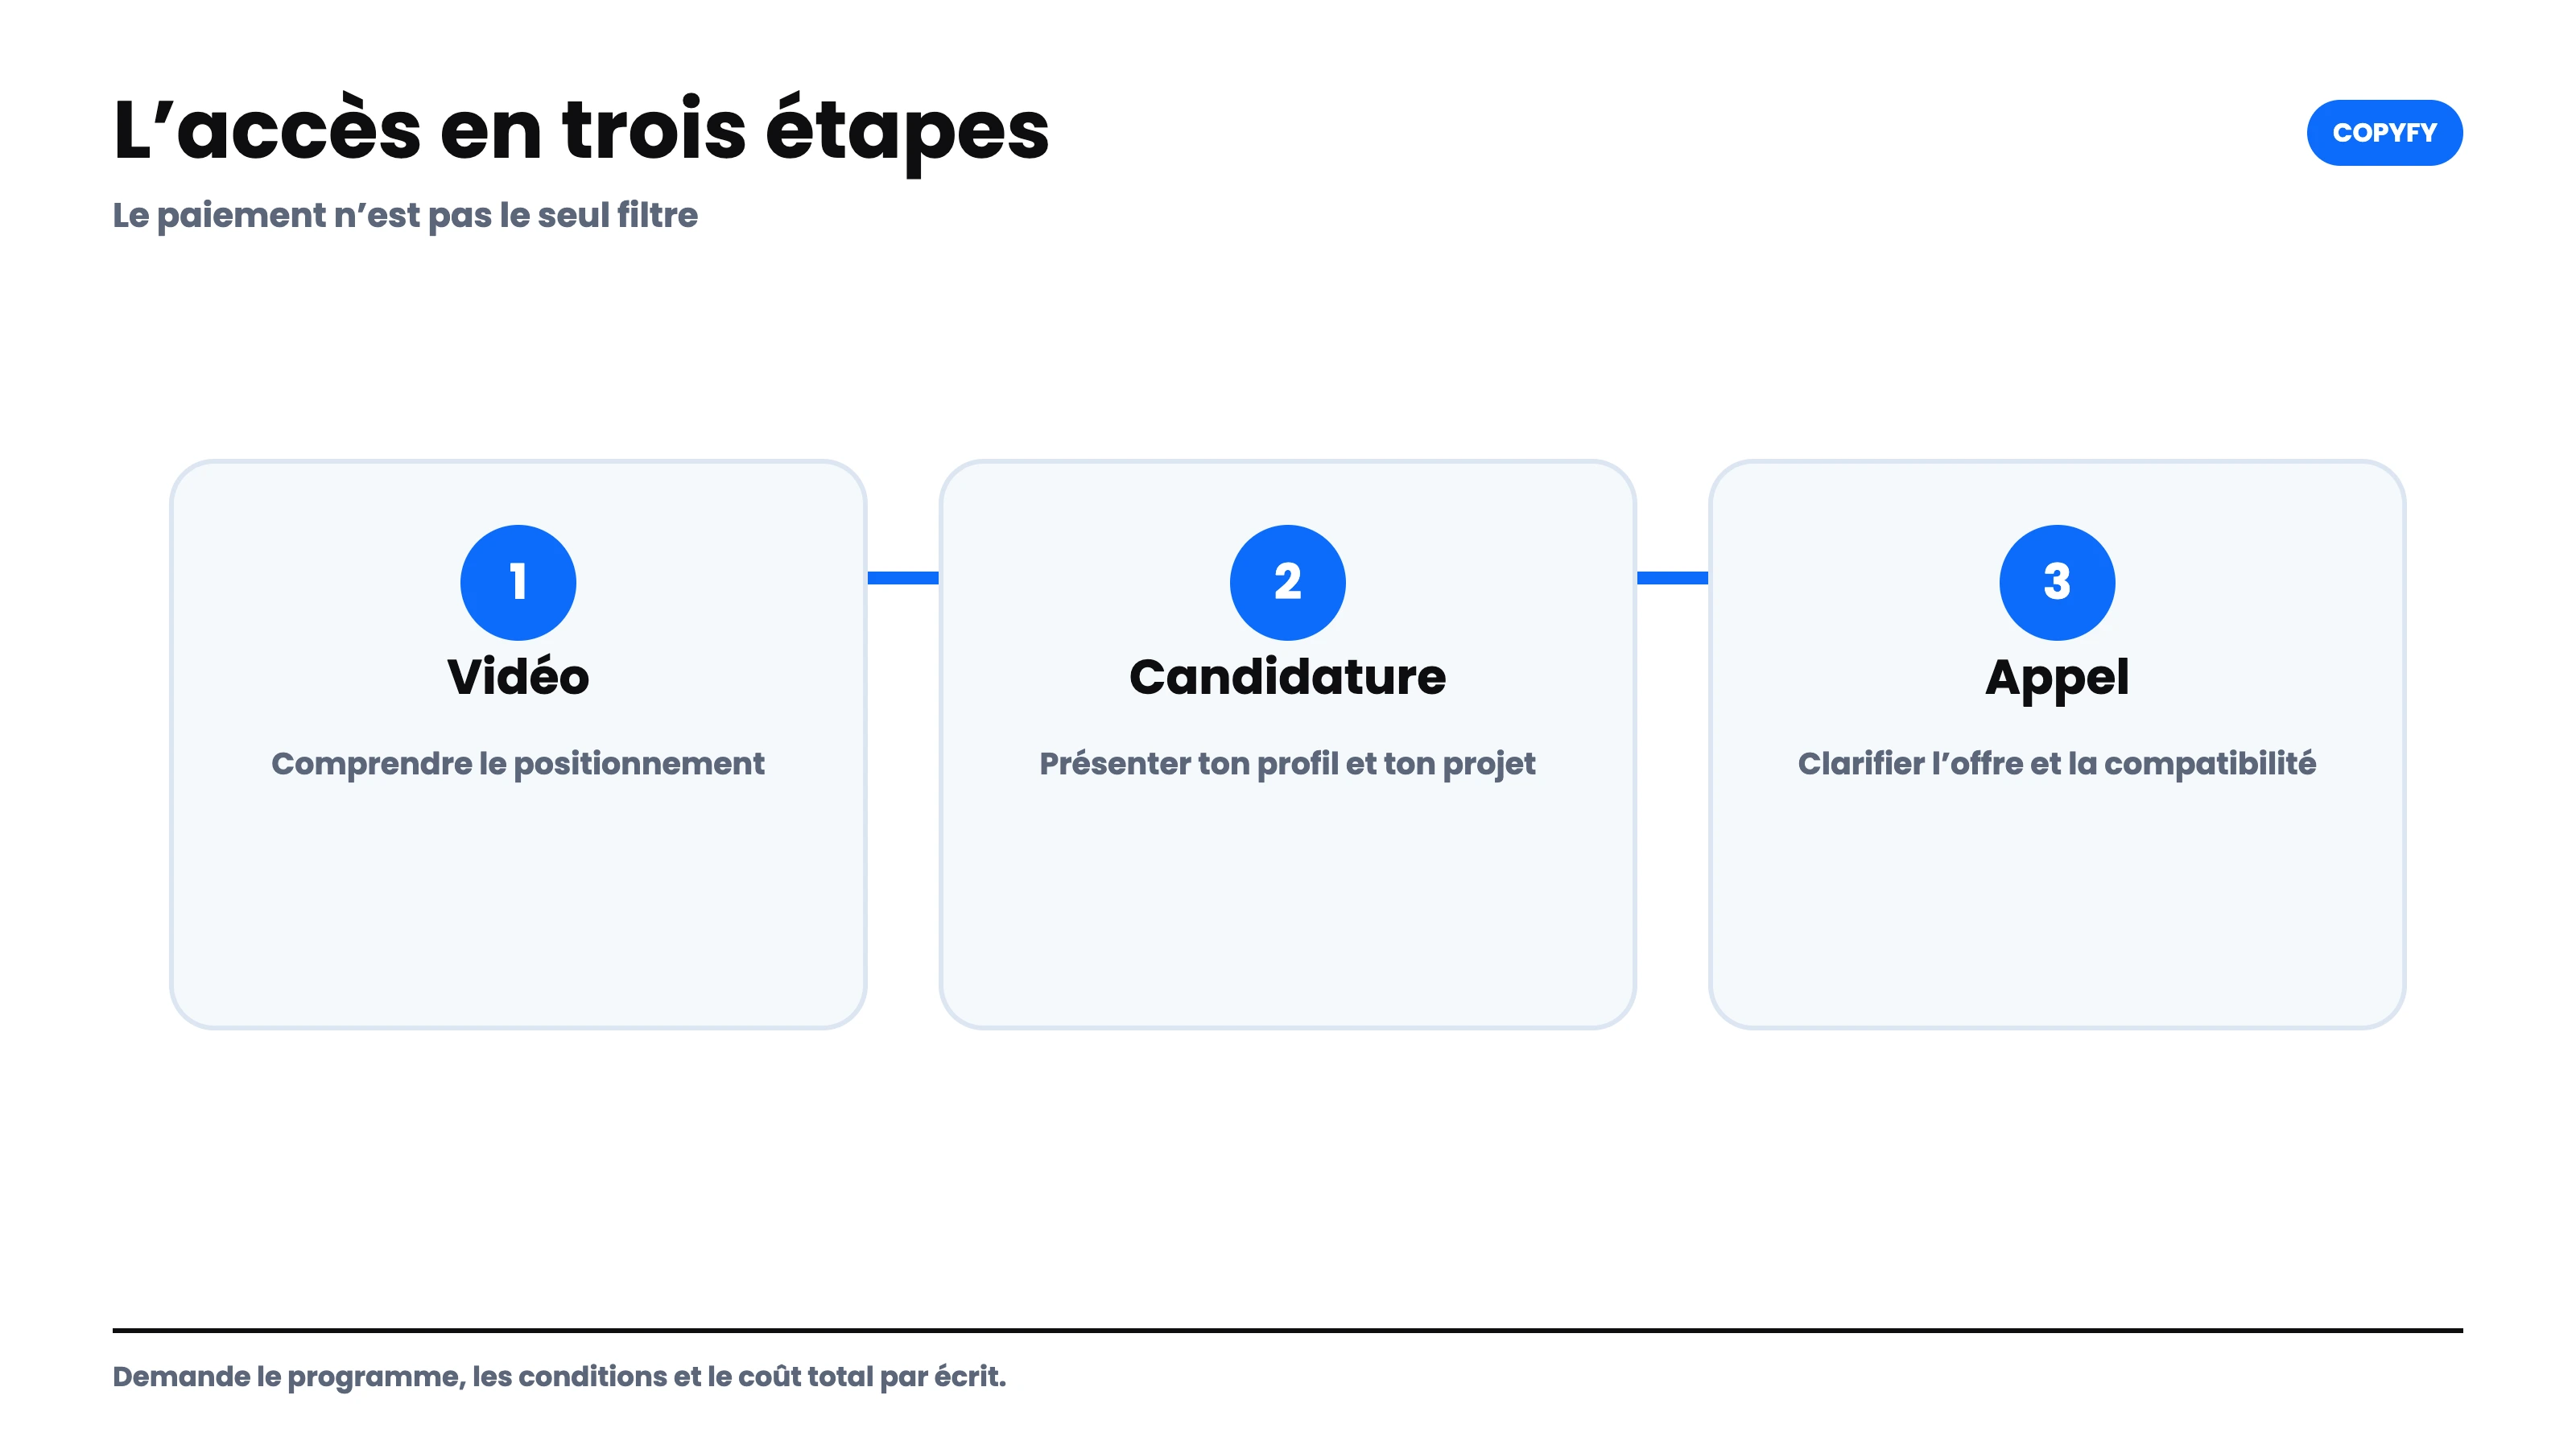 L’accès en trois étapes
COPYFY
Le paiement n’est pas le seul filtre
1
Vidéo
Comprendre le positionnement
2
Candidature
Présenter ton profil et ton projet
3
Appel
Clarifier l’offre et la compatibilité
Demande le programme, les conditions et le coût total par écrit.